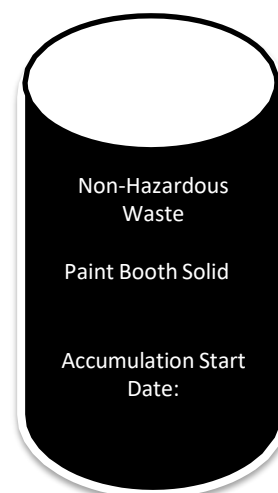 Non-Hazardous
Waste
Paint Booth Solid
Accumulation Start
Date: